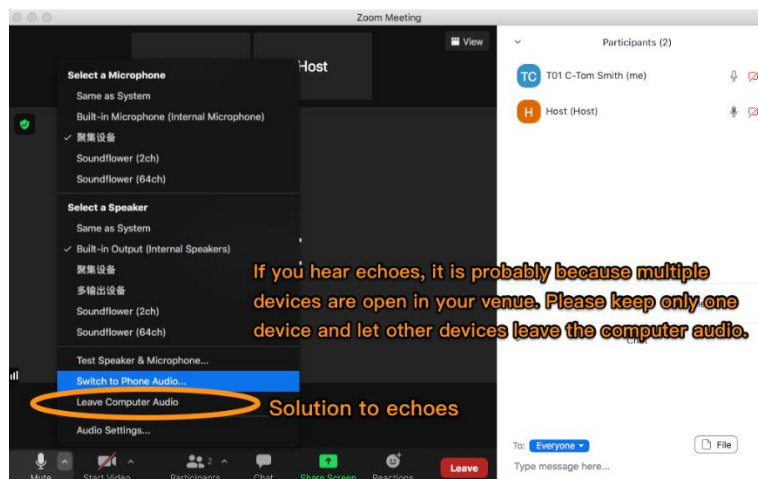 Zoom Meeting
View
Host
Select a Microphone
Same as System
Built-in Microphone (Internal Microphone)
✓ 聚集设备
Soundflower (2ch)
Soundflower (64ch)
Select a Speaker
Same as System
✓ Built-in Output (Internal Speakers)
聚集设备
多输出设备
Soundflower (2ch)
Soundflower (64ch)
Test Speaker & Microphone...
Switch to Phone Audio...
Leave Computer Audio
Audio Settings...
If you hear echoes, it is probably because multiple
devices are open in your venue. Please keep only one
device and let other devices leave the computer audio.
Solution to echoes
Mute
Start Video
Participants
2
Chat
Share Screen
Reactions
Leave
Participants (2)
TC T01 C-Tom Smith (me)
H Host (Host)
Chat
To: Everyone
File
Type message here...